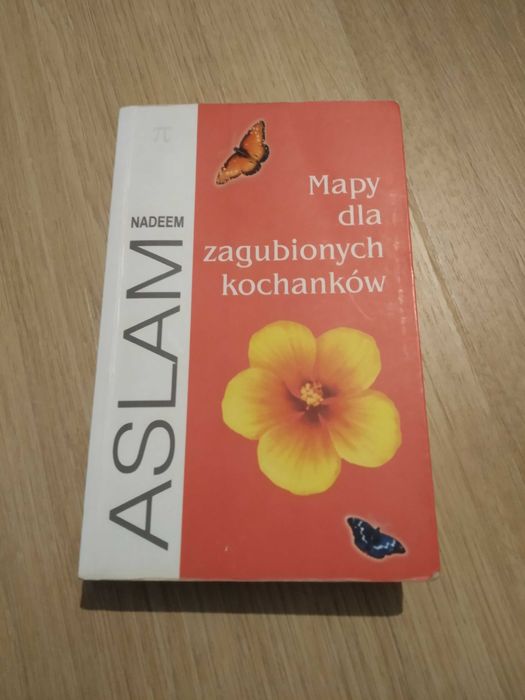 π
NADEEM
ASLAM
Mapy
dla
zagubionych
kochanków